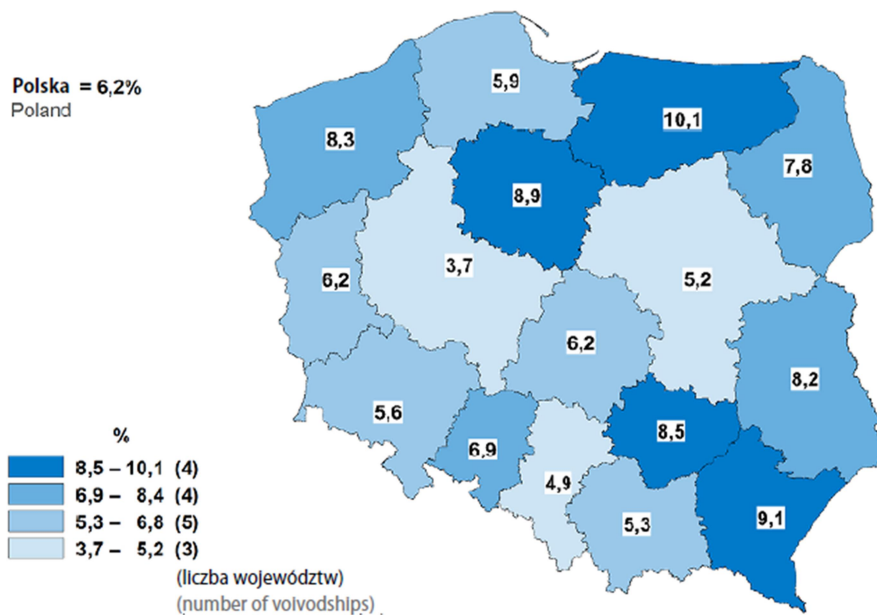 Polska = 6,2%
Poland
5,9
10,1
8,3
7,8
8,9
3,7
5,2
6,2
6,2
8,2
5,6
8,5
6,9
4,9
9,1
5,3
%
8,5 – 10,1 (4)
6,9 – 8,4 (4)
5,3 – 6,8 (5)
3,7 – 5,2 (3)
(liczba województw)
(number of voivodships)